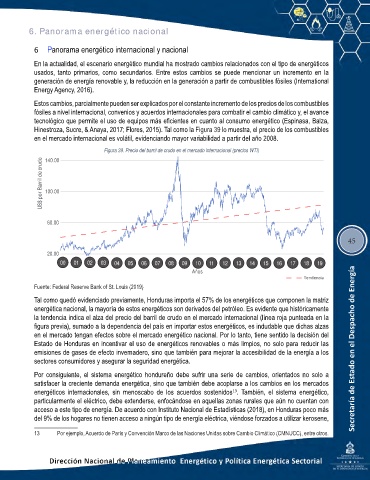 6. Panorama energético nacional
6 Panorama energético internacional y nacional
En la actualidad, el escenario energético mundial ha mostrado cambios relacionados con el tipo de energéticos
usados, tanto primarios, como secundarios. Entre estos cambios se puede mencionar un incremento en la
generación de energía renovable y, la reducción en la generación a partir de combustibles fósiles (International
Energy Agency, 2016).
Estos cambios, parcialmente pueden ser explicados por el constante incremento de los precios de los combustibles
fósiles a nivel internacional, convenios y acuerdos internacionales para combatir el cambio climático y, el avance
tecnológico que permite el uso de equipos más eficientes en cuanto al consumo energético (Espinasa, Balza,
Hinestroza, Sucre, & Anaya, 2017; Flores, 2015). Tal como la Figura 39 lo muestra, el precio de los combustibles
en el mercado internacional es volátil, evidenciando mayor variabilidad a partir del año 2008.
Figura 39. Precio del barril de crudo en el mercado internacional (precios WTI)
US$ por Barril de crudo
140.00
100.00
60.00
20.00
00 01 02 03 04 05 06 07 08 09 10 11 12 13 14 15 16 17 18 19
Años
Tendencia
Fuente: Federal Reserve Bank of St. Louis (2019)
Tal como quedó evidenciado previamente, Honduras importa el 57% de los energéticos que componen la matriz
energética nacional, la mayoría de estos energéticos son derivados del petróleo. Es evidente que históricamente
la tendencia indica el alza del precio del barril de crudo en el mercado internacional (línea roja punteada en la
figura previa), sumado a la dependencia del país en importar estos energéticos, es indudable que dichas alzas
en el mercado tengan efectos sobre el mercado energético nacional. Por lo tanto, tiene sentido la decisión del
Estado de Honduras en incentivar el uso de energéticos renovables o más limpios, no solo para reducir las
emisiones de gases de efecto invernadero, sino que también para mejorar la accesibilidad de la energía a los
sectores consumidores y asegurar la seguridad energética.
Por consiguiente, el sistema energético hondureño debe sufrir una serie de cambios, orientados no solo a
satisfacer la creciente demanda energética, sino que también debe acoplarse a los cambios en los mercados
energéticos internacionales, sin menoscabo de los acuerdos sostenidos13. También, el sistema energético,
particularmente el eléctrico, debe extenderse, enfocándose en aquellas zonas rurales que aún no cuentan con
acceso a este tipo de energía. De acuerdo con Instituto Nacional de Estadísticas (2018), en Honduras poco más
del 9% de los hogares no tienen acceso a ningún tipo de energía eléctrica, viéndose forzados a utilizar kerosene,
13 Por ejemplo, Acuerdo de París y Convención Marco de las Naciones Unidas sobre Cambio Climático (CMNUCC), entre otros
45
Secretaría de Estado en el Despacho de Energía
Dirección Nacional de Planeamiento Energético y Política Energética Sectorial